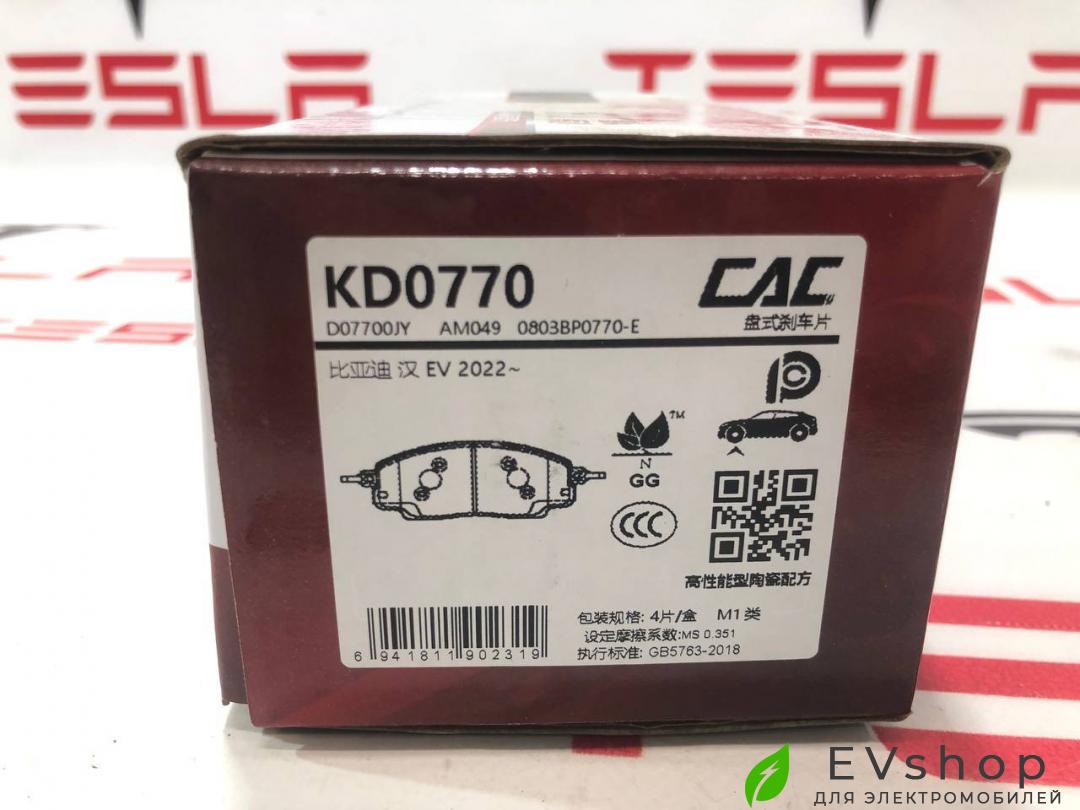 TESLA TESLA
KD0770
CAC
D07700JY AM049 0803BP0770-E
盘式刹车片
比亚迪 汉 EV 2022~
PC
TM
N
GG
CCC
高性能型陶瓷配方
包装规格: 4片/盒 M1类
设定摩擦系数:MS 0.351
执行标准: GB5763-2018
6 941811 902319
EVshop
ДЛЯ ЭЛЕКТРОМОБИЛЕЙ